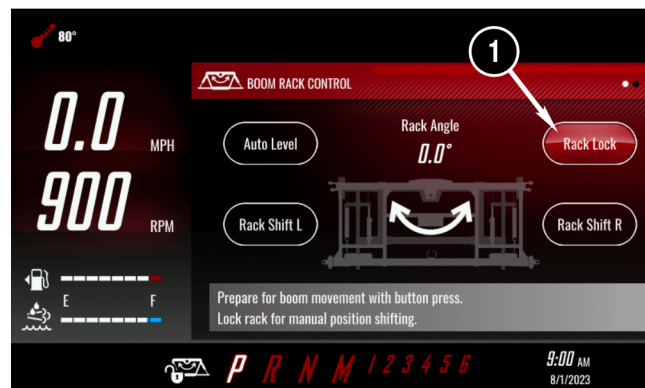 80°
1
BOOM RACK CONTROL
0.0 MPH
Auto Level
Rack Angle
0.0°
Rack Lock
900 RPM
Rack Shift L
Rack Shift R
E F
Prepare for boom movement with button press.
Lock rack for manual position shifting.
P R N M 1 2 3 4 5 6
9:00 AM
8/1/2023